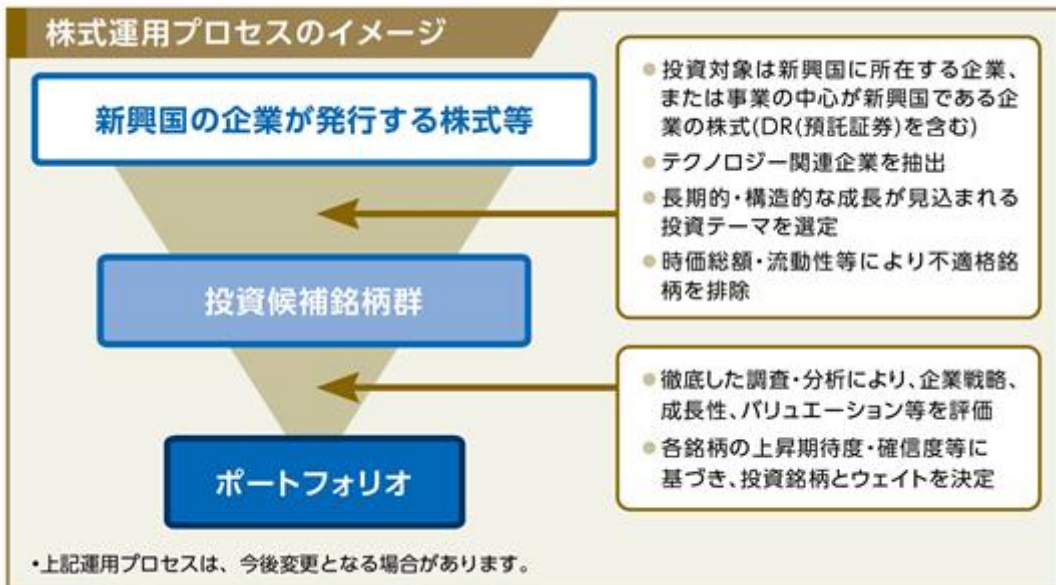 株式運用プロセスのイメージ
新興国の企業が発行する株式等
●投資対象は新興国に所在する企業、
または事業の中心が新興国である企
業の株式(DR(預託証券)を含む)
●テクノロジー関連企業を抽出
●長期的・構造的な成長が見込まれる
投資テーマを選定
●時価総額・流動性等により不適格銘
柄を排除
投資候補銘柄群
●徹底した調査・分析により、企業戦略、
成長性、バリュエーション等を評価
●各銘柄の上昇期待度・確信度等に
基づき、投資銘柄とウェイトを決定
ポートフォリオ
•上記運用プロセスは、今後変更となる場合があります。